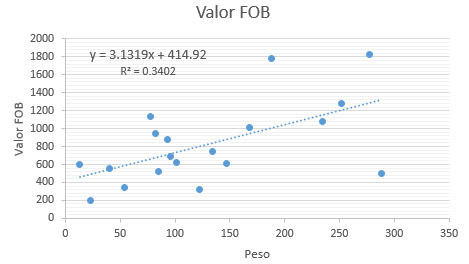 Valor FOB
y = 3.1319x + 414.92
R² = 0.3402
2000
1800
1600
1400
1200
1000
800
600
400
200
0
Valor FOB
0 50 100 150 200 250 300 350
Peso